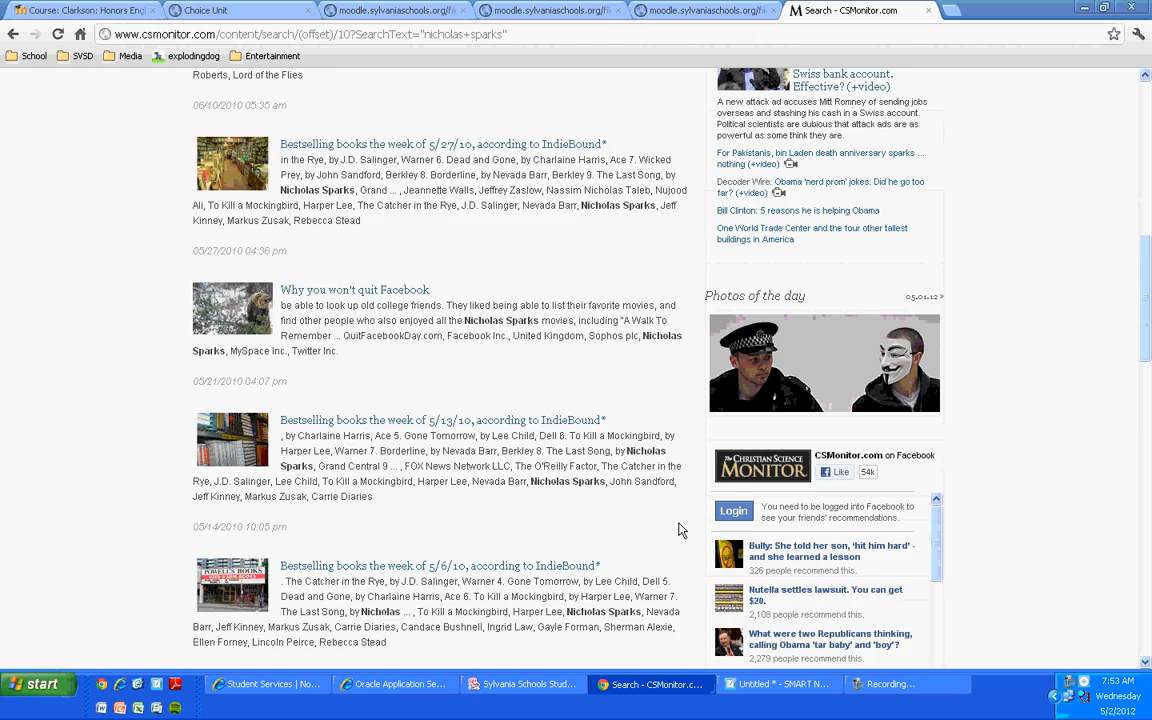 Course: Clarkson: Honors Eng
Choice Unit
moodle.sylvaniaschools.org/fil
moodle.sylvaniaschools.org/fil
moodle.sylvaniaschools.org/fil
Search - CSMonitor.com
www.csmonitor.com/content/search/(offset)/10?SearchText="nicholas+sparks"
School
SVSD
Media
explodingdog
Entertainment
Roberts, Lord of the Flies
06/10/2010 05:35 am
Bestselling books the week of 5/27/10, according to IndieBound*
in the Rye, by J.D. Salinger, Warner 6. Dead and Gone, by Charlaine Harris, Ace 7. Wicked
Prey, by John Sandford, Berkley 8. Borderline, by Nevada Barr, Berkley 9. The Last Song, by
Nicholas Sparks, Grand ... , Jeannette Walls, Jeffrey Zaslow, Nassim Nicholas Taleb, Nujood
Ali, To Kill a Mockingbird, Harper Lee, The Catcher in the Rye, J.D. Salinger, Nevada Barr, Nicholas Sparks, Jeff
Kinney, Markus Zusak, Rebecca Stead
05/27/2010 04:36 pm
Why you won't quit Facebook
be able to look up old college friends. They liked being able to list their favorite movies, and
find other people who also enjoyed all the Nicholas Sparks movies, including "A Walk To
Remember ... QuitFacebookDay.com, Facebook Inc., United Kingdom, Sophos plc, Nicholas
Sparks, MySpace Inc., Twitter Inc.
05/21/2010 04:07 pm
Bestselling books the week of 5/13/10, according to IndieBound*
, by Charlaine Harris, Ace 5. Gone Tomorrow, by Lee Child, Dell 6. To Kill a Mockingbird, by
Harper Lee, Warner 7. Borderline, by Nevada Barr, Berkley 8. The Last Song, by Nicholas
Sparks, Grand Central 9 ... , FOX News Network LLC, The O'Reilly Factor, The Catcher in the
Rye, J.D. Salinger, Lee Child, To Kill a Mockingbird, Harper Lee, Nevada Barr, Nicholas Sparks, John Sandford,
Jeff Kinney, Markus Zusak, Carrie Diaries
05/14/2010 10:05 pm
Bestselling books the week of 5/6/10, according to IndieBound*
. The Catcher in the Rye, by J.D. Salinger, Warner 4. Gone Tomorrow, by Lee Child, Dell 5.
Dead and Gone, by Charlaine Harris, Ace 6. To Kill a Mockingbird, by Harper Lee, Warner 7.
The Last Song, by Nicholas ... , To Kill a Mockingbird, Harper Lee, Nicholas Sparks, Nevada
Barr, Jeff Kinney, Markus Zusak, Carrie Diaries, Candace Bushnell, Ingrid Law, Gayle Forman, Sherman Alexie,
Ellen Forney, Lincoln Peirce, Rebecca Stead
POWELL'S BOOKS
Swiss bank account.
Effective? (+video)
A new attack ad accuses Mitt Romney of sending jobs
overseas and stashing his cash in a Swiss account.
Political scientists are dubious that attack ads are as
powerful as some think they are.
For Pakistanis, bin Laden death anniversary sparks ...
nothing (+video)
Decoder Wire: Obama 'nerd prom' jokes: Did he go too
far? (+video)
Bill Clinton: 5 reasons he is helping Obama
One World Trade Center and the four other tallest
buildings in America
Photos of the day
05.01.12 »
THE CHRISTIAN SCIENCE
MONITOR
CSMonitor.com on Facebook
Like
54k
Login
You need to be logged into Facebook to
see your friends' recommendations.
Bully: She told her son, 'hit him hard' -
and she learned a lesson
326 people recommend this.
Nutella settles lawsuit. You can get
$20.
2,108 people recommend this.
What were two Republicans thinking,
calling Obama 'tar baby' and 'boy'?
2,279 people recommend this.
start
Student Services | No...
Oracle Application Se...
Sylvania Schools Stud...
Search - CSMonitor.c...
Untitled * - SMART N...
Recording...
7:53 AM
Wednesday
5/2/2012